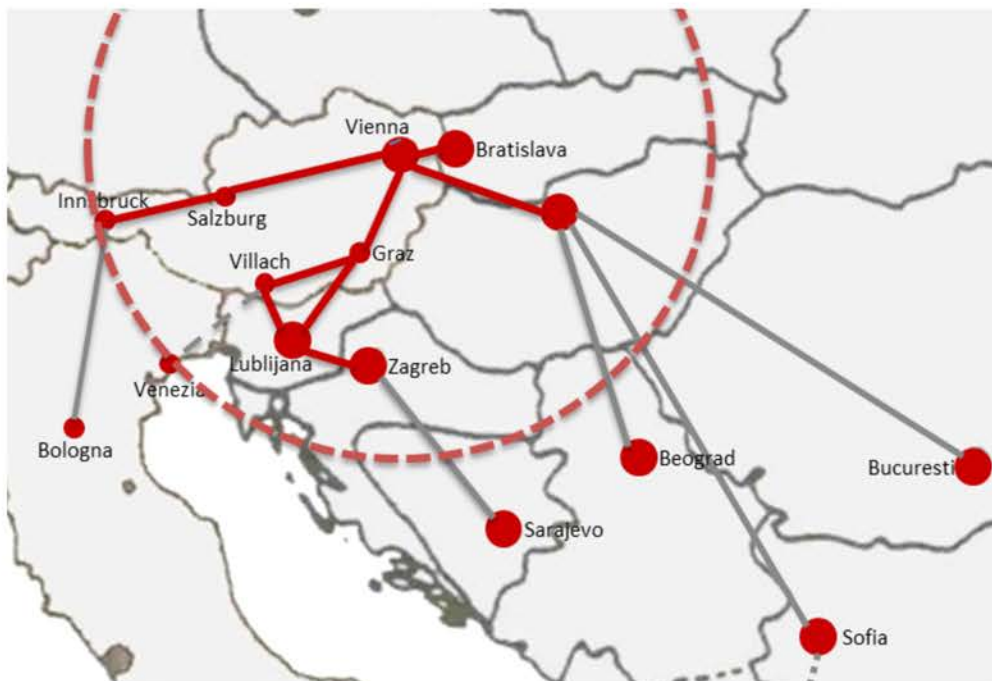 Vienna
Bratislava
Innsbruck
Salzburg
Villach
Graz
Lublijana
Zagreb
Venezia
Bologna
Beograd
Bucuresti
Sarajevo
Sofia